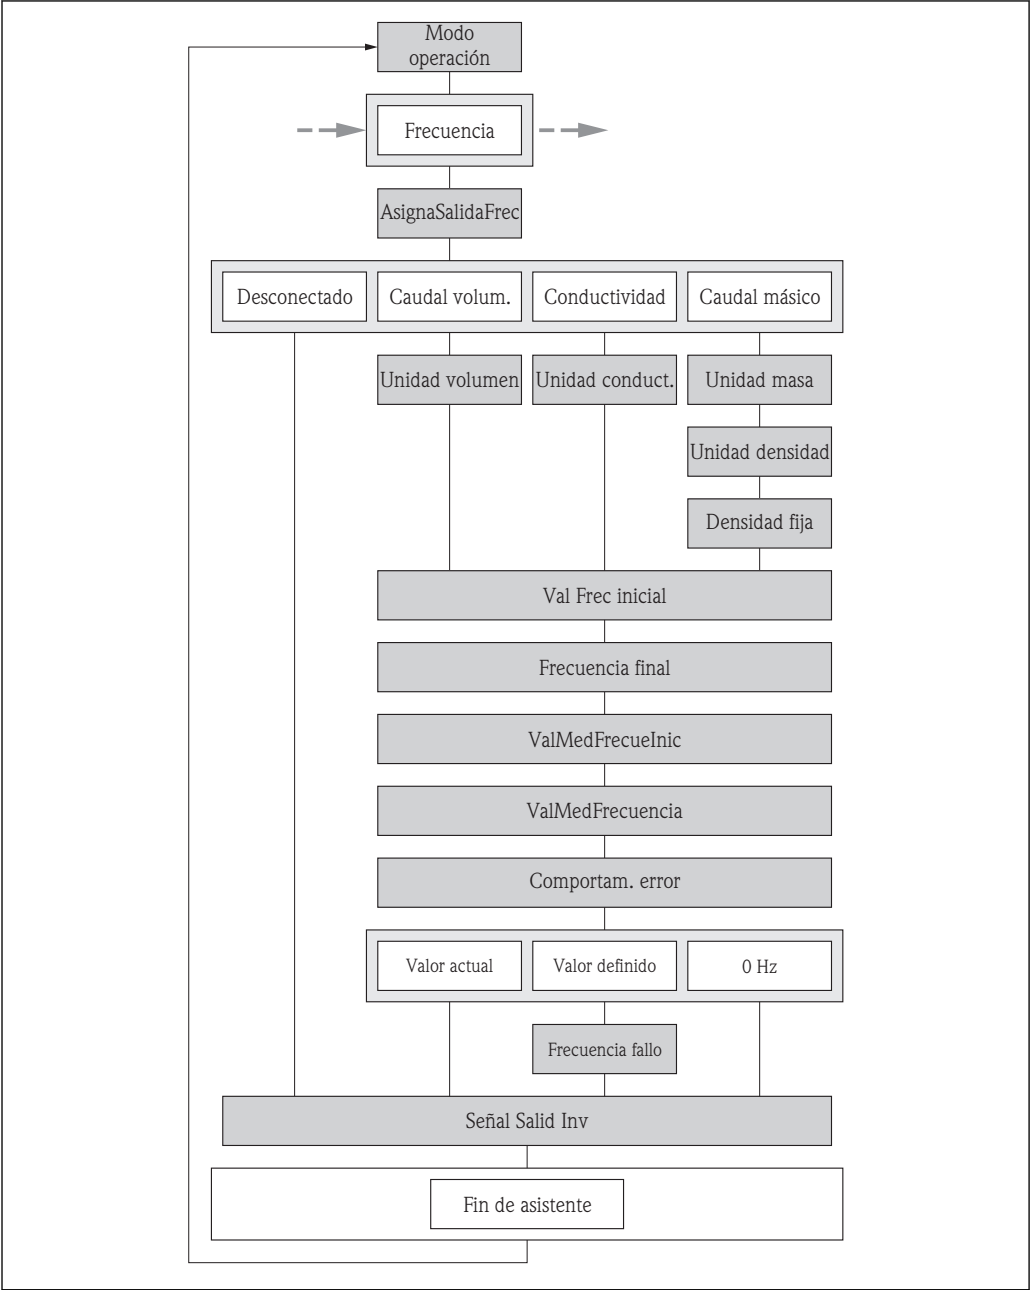 Modo
operación
Frecuencia
AsignaSalidaFrec
Desconectado
Caudal volum.
Conductividad
Caudal másico
Unidad volumen
Unidad conduct.
Unidad masa
Unidad densidad
Densidad fija
Val Frec inicial
Frecuencia final
ValMedFrecueInic
ValMedFrecuencia
Comportam. error
Valor actual
Valor definido
0 Hz
Frecuencia fallo
Señal Salid Inv
Fin de asistente